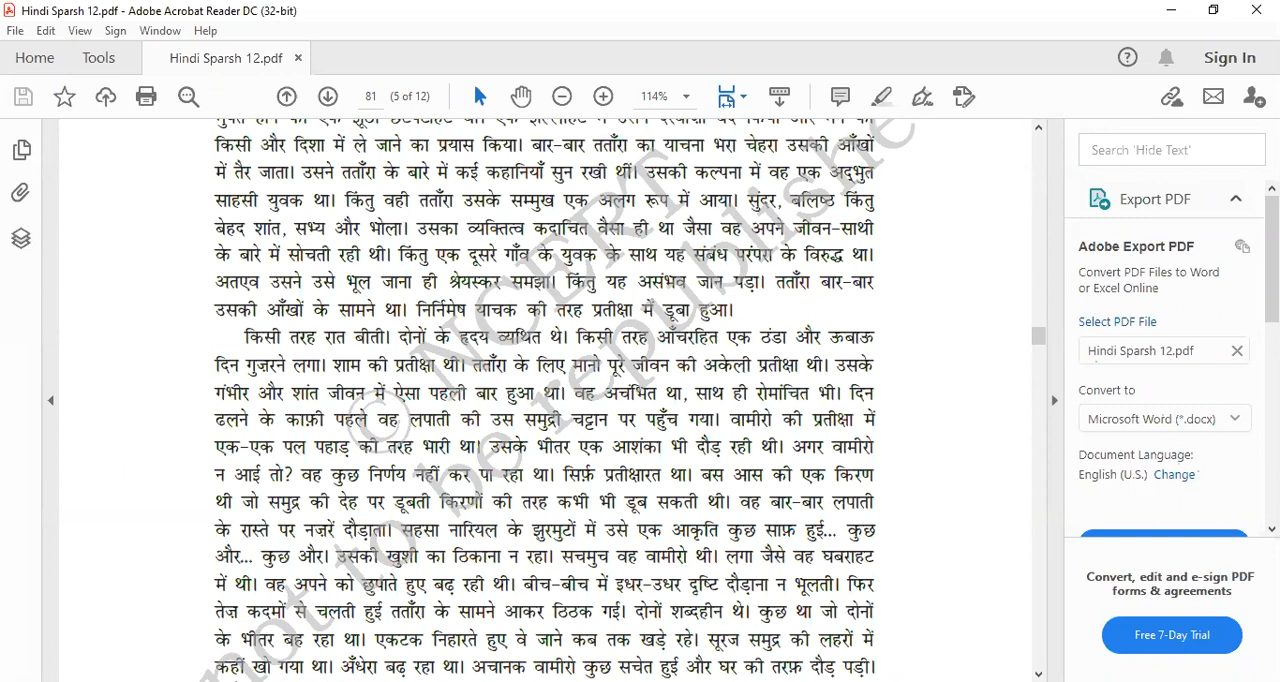 Hindi Sparsh 12.pdf - Adobe Acrobat Reader DC (32-bit)
File Edit View Sign Window Help
Home Tools Hindi Sparsh 12.pdf × Sign In
81 (5 of 12) 114%
किसी और दिशा में ले जाने का प्रयास किया। बार-बार तताँरा का याचना भरा चेहरा उसकी आँखों
में तैर जाता। उसने तताँरा के बारे में कई कहानियाँ सुन रखी थीं। उसकी कल्पना में वह एक अद्भुत
साहसी युवक था। किंतु वही तताँरा उसके सम्मुख एक अलग रूप में आया। सुंदर, बलिष्ठ किंतु
बेहद शांत, सभ्य और भोला। उसका व्यक्तित्व कदाचित वैसा ही था जैसा वह अपने जीवन-साथी
के बारे में सोचती रही थी। किंतु एक दूसरे गाँव के युवक के साथ यह संबंध परंपरा के विरुद्ध था।
अतएव उसने उसे भूल जाना ही श्रेयस्कर समझा। किंतु यह असंभव जान पड़ा। तताँरा बार-बार
उसकी आँखों के सामने था। निर्निमेष याचक की तरह प्रतीक्षा में डूबा हुआ।
किसी तरह रात बीती। दोनों के हृदय व्यथित थे। किसी तरह आँचरहित एक ठंडा और ऊबाऊ
दिन गुज़रने लगा। शाम की प्रतीक्षा थी। तताँरा के लिए मानो पूरे जीवन की अकेली प्रतीक्षा थी। उसके
गंभीर और शांत जीवन में ऐसा पहली बार हुआ था। वह अचंभित था, साथ ही रोमांचित भी। दिन
ढलने के काफ़ी पहले वह लपाती की उस समुद्री चट्टान पर पहुँच गया। वामीरो की प्रतीक्षा में
एक-एक पल पहाड़ की तरह भारी था। उसके भीतर एक आशंका भी दौड़ रही थी। अगर वामीरो
न आई तो? वह कुछ निर्णय नहीं कर पा रहा था। सिर्फ़ प्रतीक्षारत था। बस आस की एक किरण
थी जो समुद्र की देह पर डूबती किरणों की तरह कभी भी डूब सकती थी। वह बार-बार लपाती
के रास्ते पर नज़रें दौड़ाता। सहसा नारियल के झुरमुटों में उसे एक आकृति कुछ साफ़ हुई... कुछ
और... कुछ और। उसकी खुशी का ठिकाना न रहा। सचमुच वह वामीरो थी। लगा जैसे वह घबराहट
में थी। वह अपने को छुपाते हुए बढ़ रही थी। बीच-बीच में इधर-उधर दृष्टि दौड़ाना न भूलती। फिर
तेज़ कदमों से चलती हुई तताँरा के सामने आकर ठिठक गई। दोनों शब्दहीन थे। कुछ था जो दोनों
के भीतर बह रहा था। एकटक निहारते हुए वे जाने कब तक खड़े रहे। सूरज समुद्र की लहरों में
कहीं खो गया था। अँधेरा बढ़ रहा था। अचानक वामीरो कुछ सचेत हुई और घर की तरफ़ दौड़ पड़ी।
© NCERT
not to be republishe
Search 'Hide Text'
Export PDF
Adobe Export PDF
Convert PDF Files to Word
or Excel Online
Select PDF File
Hindi Sparsh 12.pdf
Convert to
Microsoft Word (*.docx)
Document Language:
English (U.S.) Change
Convert, edit and e-sign PDF
forms & agreements
Free 7-Day Trial